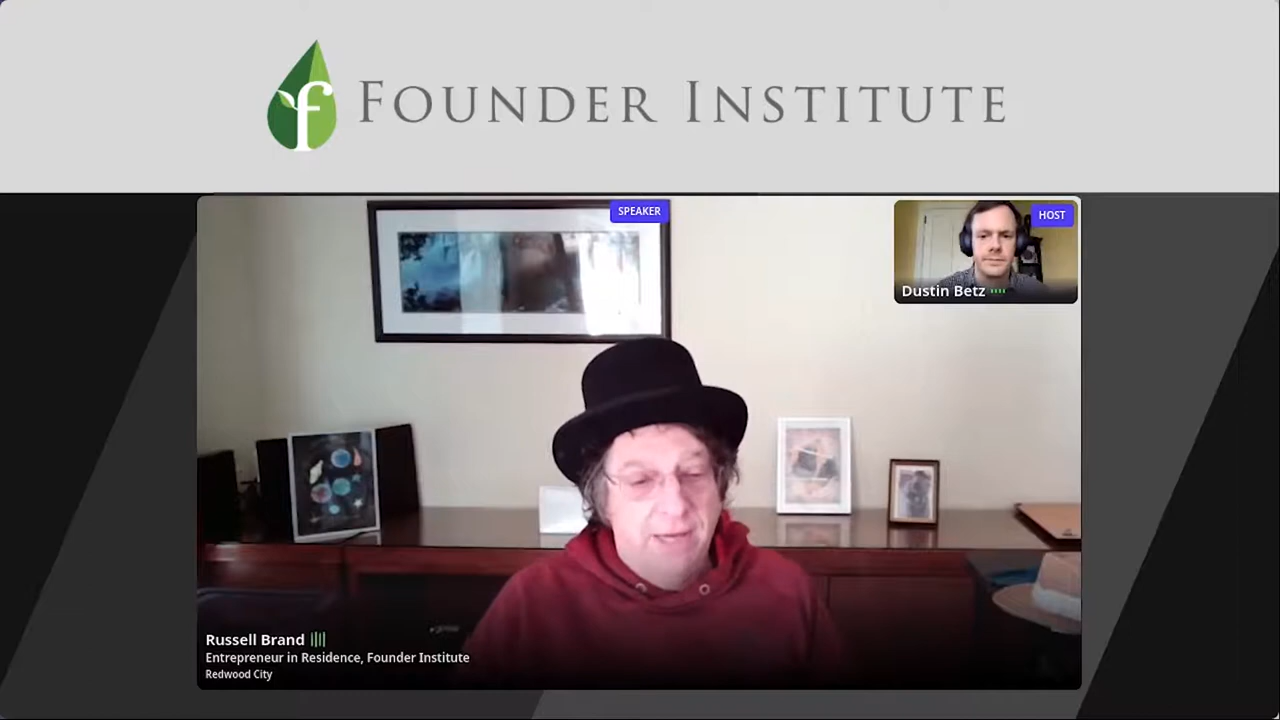 FOUNDER INSTITUTE
SPEAKER
HOST
Dustin Betz
Russell Brand
Entrepreneur in Residence, Founder Institute
Redwood City